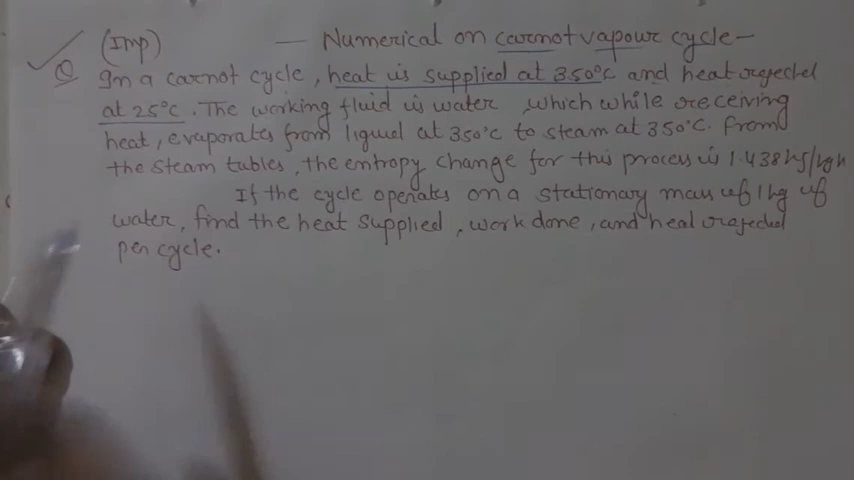 (Imp) — Numerical on carnot vapour cycle —
Q In a carnot cycle, heat is supplied at 350°C and heat rejected
at 25°C. The working fluid is water, which while receiving
heat, evaporates from liquid at 350°C to steam at 350°C. From
the steam tables, the entropy change for this process is 1.438 kJ/kgK
If the cycle operates on a stationary mass of 1 kg of
water, find the heat supplied, work done, and heat rejected
per cycle.